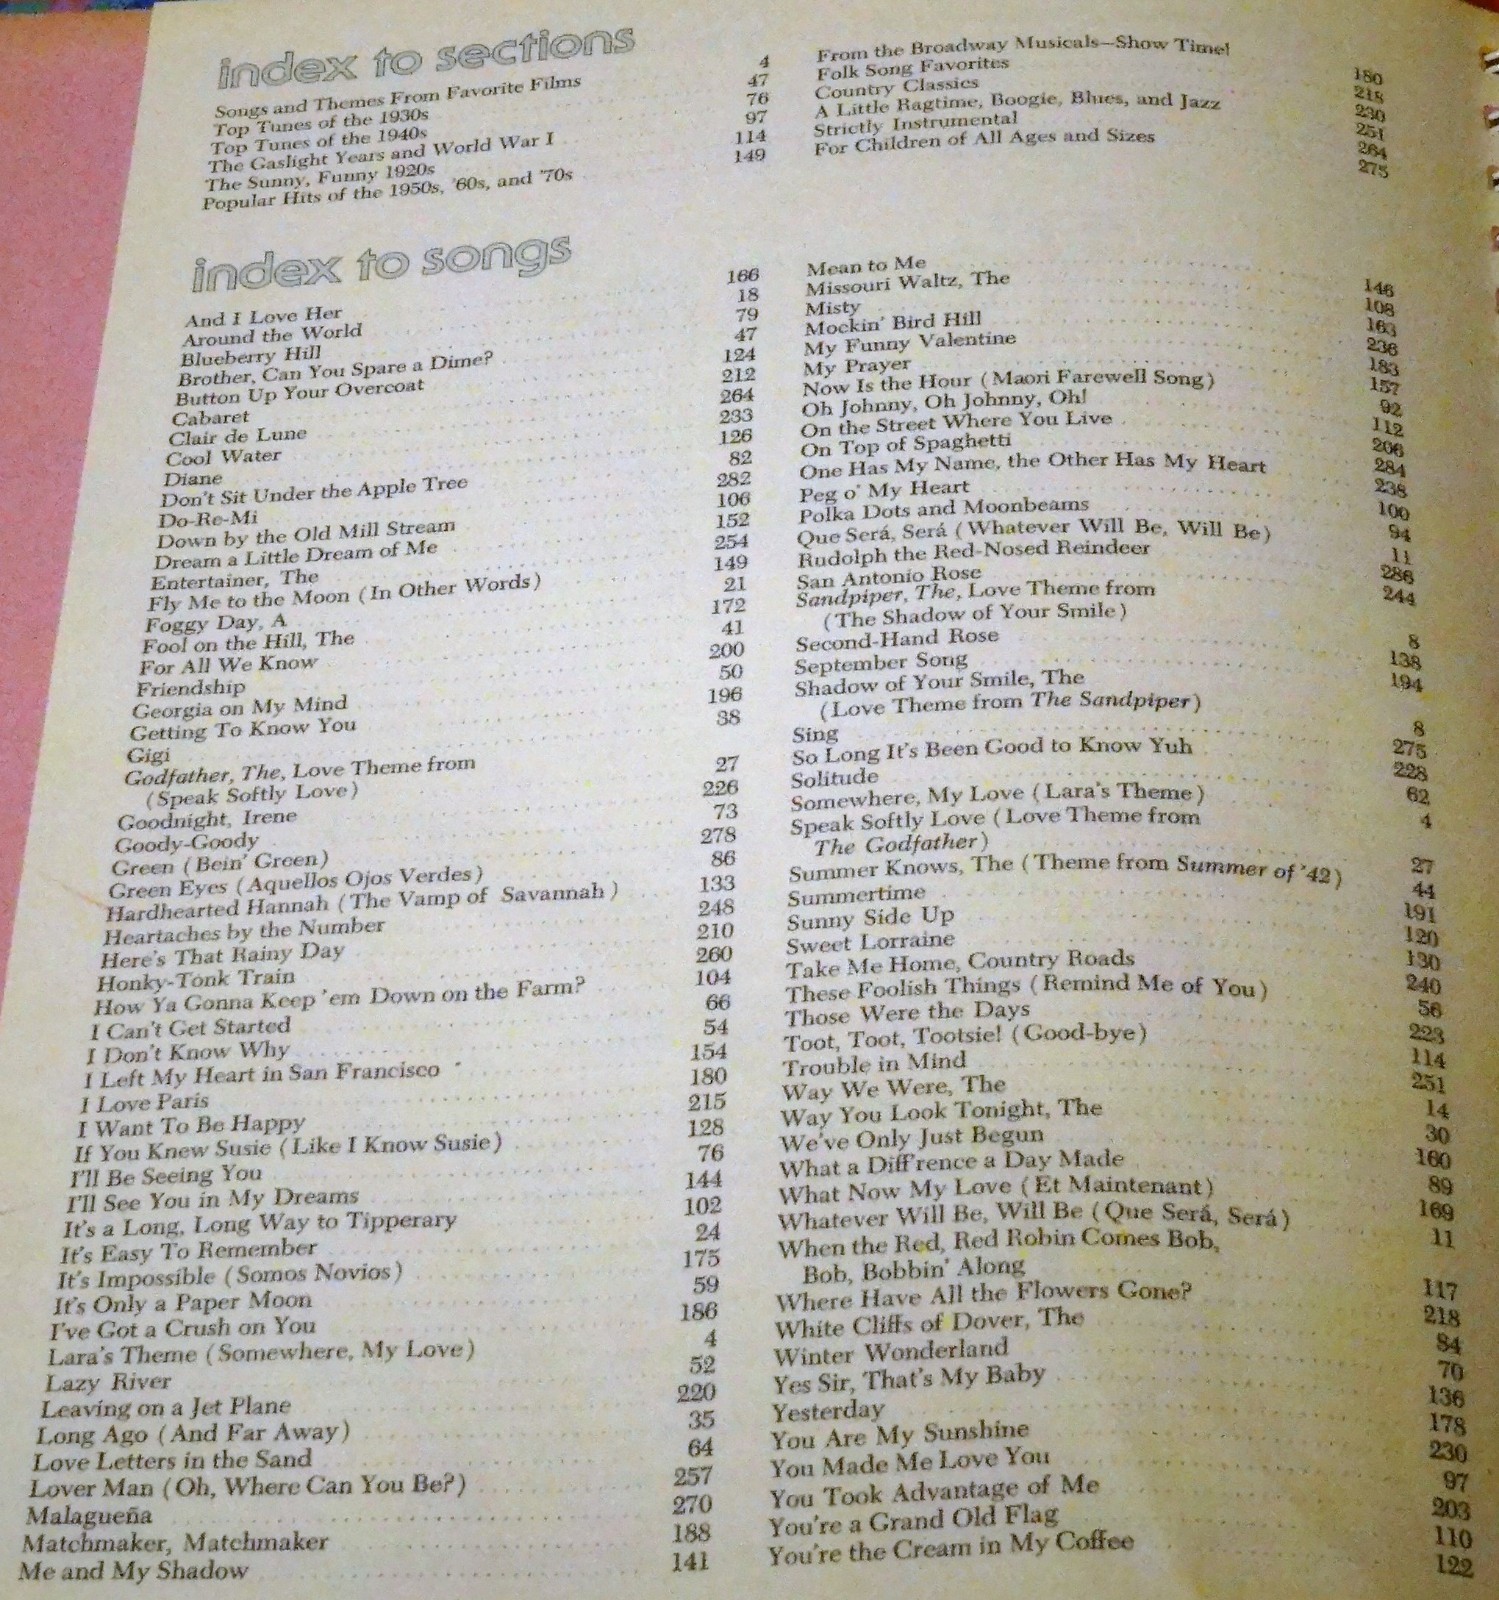 index to sections
Songs and Themes From Favorite Films 4
Top Tunes of the 1930s 47
Top Tunes of the 1940s 76
The Gaslight Years and World War I 97
The Sunny, Funny 1920s 114
Popular Hits of the 1950s, '60s, and '70s 149
From the Broadway Musicals—Show Time! 180
Folk Song Favorites 218
Country Classics 230
A Little Ragtime, Boogie, Blues, and Jazz 251
Strictly Instrumental 264
For Children of All Ages and Sizes 275
index to songs
And I Love Her 166
Around the World 18
Blueberry Hill 79
Brother, Can You Spare a Dime? 47
Button Up Your Overcoat 124
Cabaret 212
Clair de Lune 264
Cool Water 233
Diane 126
Don't Sit Under the Apple Tree 82
Do-Re-Mi 282
Down by the Old Mill Stream 106
Dream a Little Dream of Me 152
Entertainer, The 254
Fly Me to the Moon (In Other Words) 149
Foggy Day, A 21
Fool on the Hill, The 172
For All We Know 41
Friendship 200
Georgia on My Mind 50
Getting To Know You 196
Gigi 38
Godfather, The, Love Theme from
(Speak Softly Love) 27
Goodnight, Irene 226
Goody-Goody 73
Green (Bein' Green) 278
Green Eyes (Aquellos Ojos Verdes) 86
Hardhearted Hannah (The Vamp of Savannah) 133
Heartaches by the Number 248
Here's That Rainy Day 210
Honky-Tonk Train 260
How Ya Gonna Keep 'em Down on the Farm? 104
I Can't Get Started 66
I Don't Know Why 54
I Left My Heart in San Francisco 154
I Love Paris 180
I Want To Be Happy 215
If You Knew Susie (Like I Know Susie) 128
I'll Be Seeing You 76
I'll See You in My Dreams 144
It's a Long, Long Way to Tipperary 102
It's Easy To Remember 24
It's Impossible (Somos Novios) 175
It's Only a Paper Moon 59
I've Got a Crush on You 186
Lara's Theme (Somewhere, My Love) 4
Lazy River 52
Leaving on a Jet Plane 220
Long Ago (And Far Away) 35
Love Letters in the Sand 64
Lover Man (Oh, Where Can You Be?) 257
Malagueña 270
Matchmaker, Matchmaker 188
Me and My Shadow 141
Mean to Me 146
Missouri Waltz, The 108
Misty 163
Mockin' Bird Hill 236
My Funny Valentine 183
My Prayer 157
Now Is the Hour (Maori Farewell Song) 92
Oh Johnny, Oh Johnny, Oh! 112
On the Street Where You Live 206
On Top of Spaghetti 284
One Has My Name, the Other Has My Heart 238
Peg o' My Heart 100
Polka Dots and Moonbeams 94
Que Será, Será (Whatever Will Be, Will Be) 11
Rudolph the Red-Nosed Reindeer 286
San Antonio Rose 244
Sandpiper, The, Love Theme from
(The Shadow of Your Smile) 8
Second-Hand Rose 138
September Song 194
Shadow of Your Smile, The
(Love Theme from The Sandpiper) 8
Sing 275
So Long It's Been Good to Know Yuh 228
Solitude 62
Somewhere, My Love (Lara's Theme) 4
Speak Softly Love (Love Theme from
The Godfather) 27
Summer Knows, The (Theme from Summer of '42) 44
Summertime 191
Sunny Side Up 120
Sweet Lorraine 130
Take Me Home, Country Roads 240
These Foolish Things (Remind Me of You) 56
Those Were the Days 223
Toot, Toot, Tootsie! (Good-bye) 114
Trouble in Mind 251
Way We Were, The 14
Way You Look Tonight, The 30
We've Only Just Begun 160
What a Diff'rence a Day Made 89
What Now My Love (Et Maintenant) 169
Whatever Will Be, Will Be (Que Será, Será) 11
When the Red, Red Robin Comes Bob,
Bob, Bobbin' Along 117
Where Have All the Flowers Gone? 218
White Cliffs of Dover, The 84
Winter Wonderland 70
Yes Sir, That's My Baby 136
Yesterday 178
You Are My Sunshine 230
You Made Me Love You 97
You Took Advantage of Me 203
You're a Grand Old Flag 110
You're the Cream in My Coffee 122